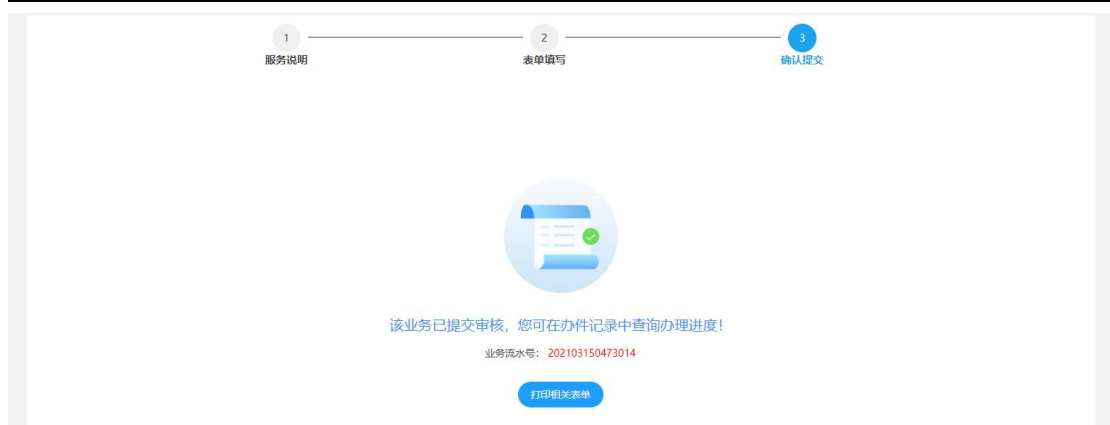 1 2 3
服务说明 表单填写 确认提交
该业务已提交审核，您可在办件记录中查询办理进度！
业务流水号： 202103150473014
打印相关表单